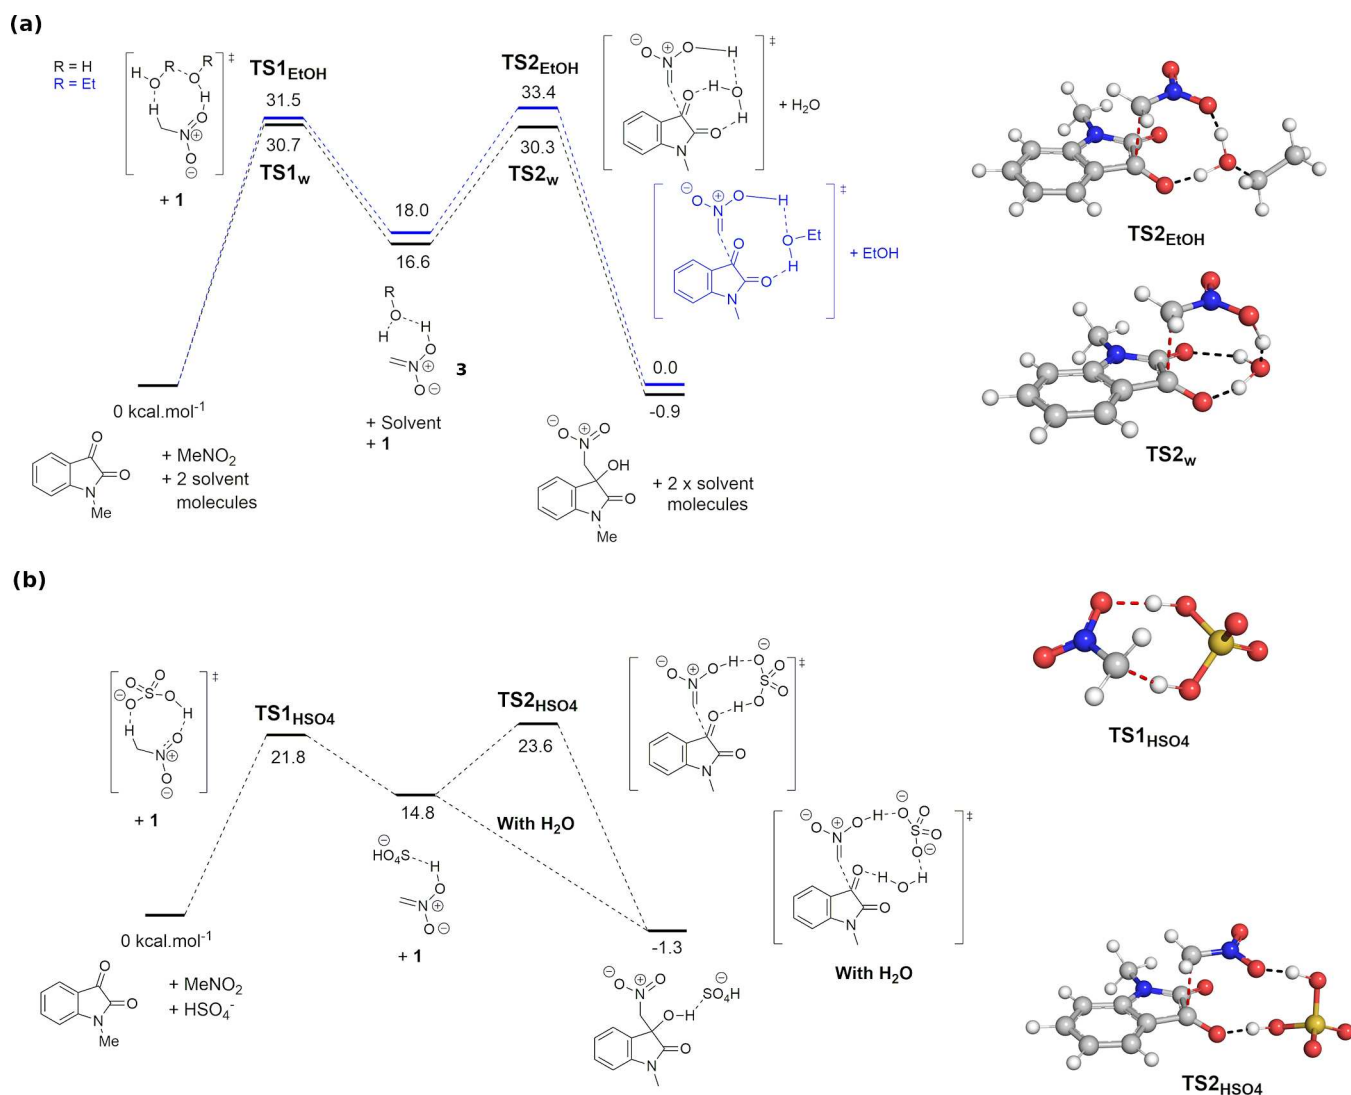 (a)
R = H
R = Et
‡
TS1EtOH
31.5
30.7
TS1w
+ 1
TS2EtOH
33.4
30.3
TS2w
‡
+ H2O
‡
+ EtOH
18.0
16.6
3
+ Solvent
+ 1
0 kcal.mol-1
+ MeNO2
+ 2 solvent
molecules
Me
0.0
-0.9
OH
+ 2 x solvent
molecules
Me
TS2EtOH
TS2w
(b)
‡
+ 1
TS1HSO4
21.8
14.8
HO4S
+ 1
TS2HSO4
23.6
With H2O
‡
‡
With H2O
0 kcal.mol-1
+ MeNO2
+ HSO4-
Me
-1.3
SO4H
TS1HSO4
TS2HSO4